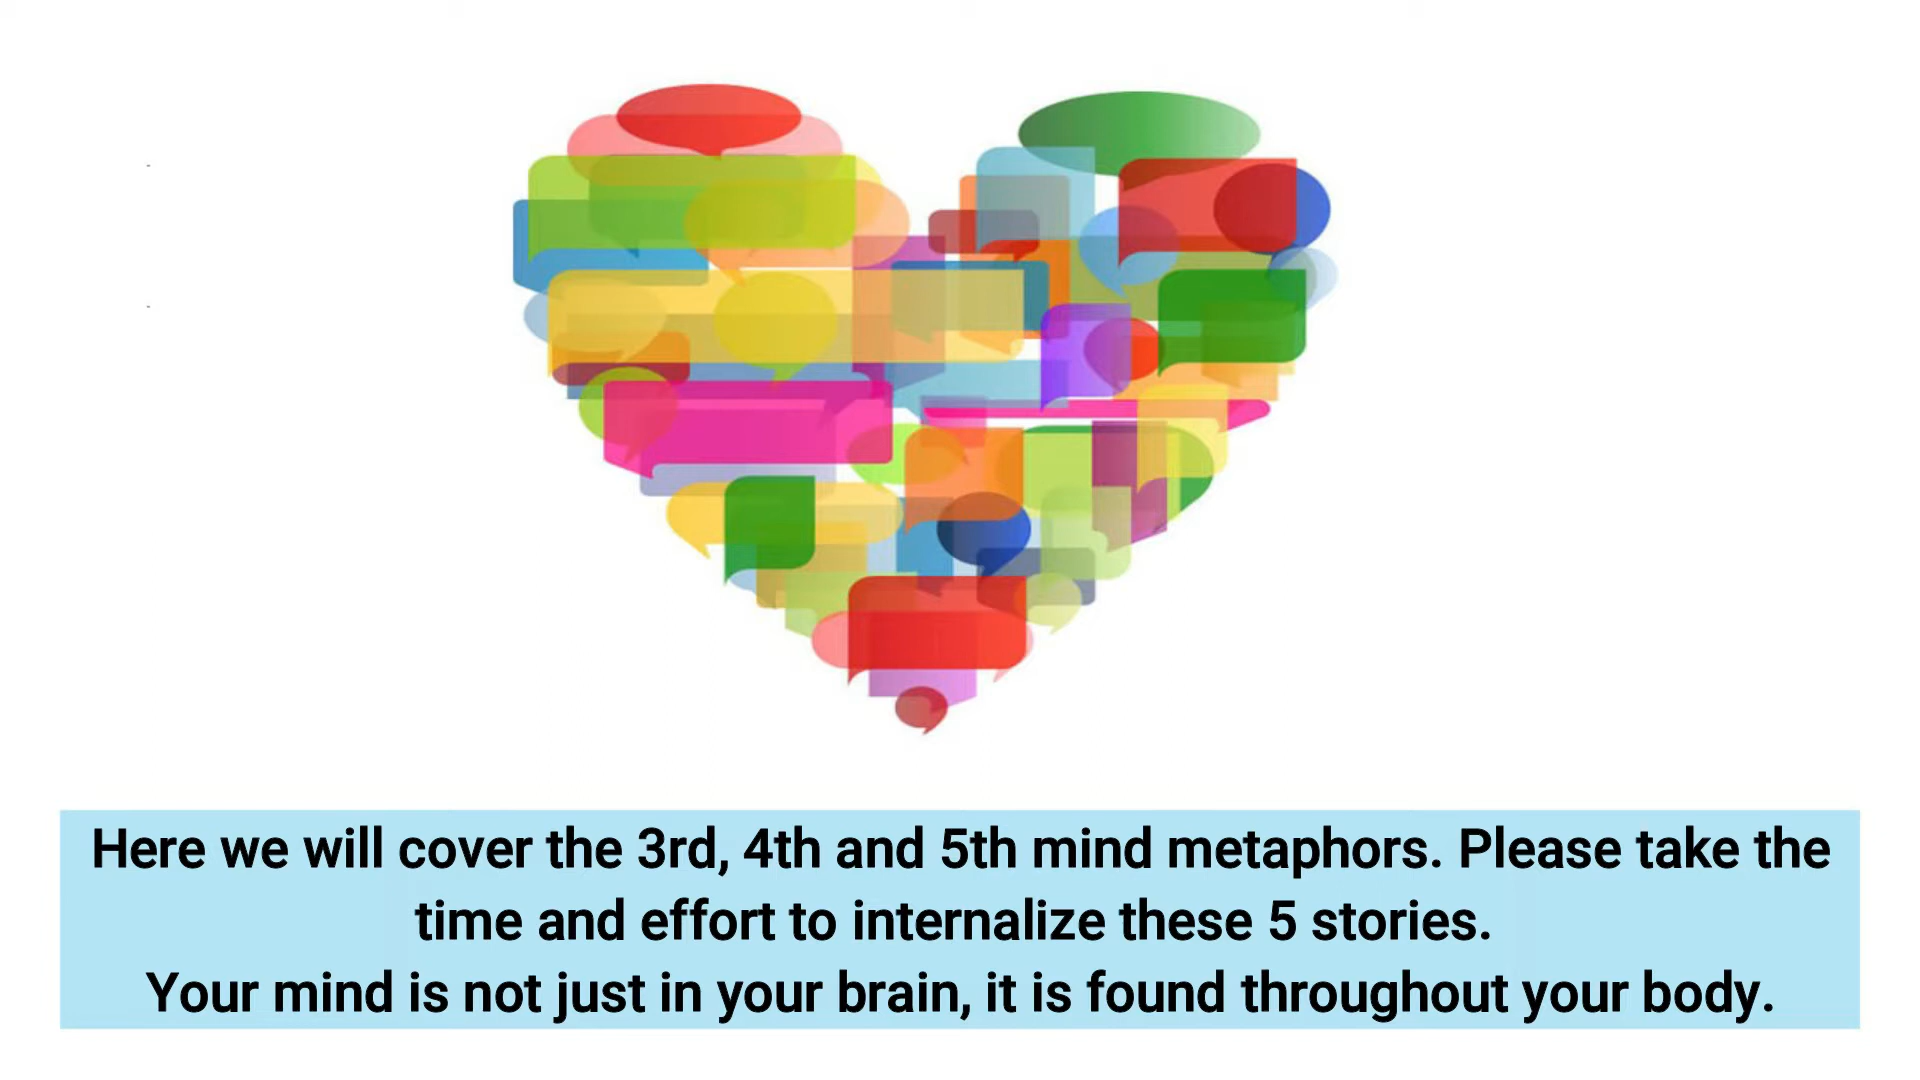 Here we will cover the 3rd, 4th and 5th mind metaphors. Please take the
time and effort to internalize these 5 stories.
Your mind is not just in your brain, it is found throughout your body.